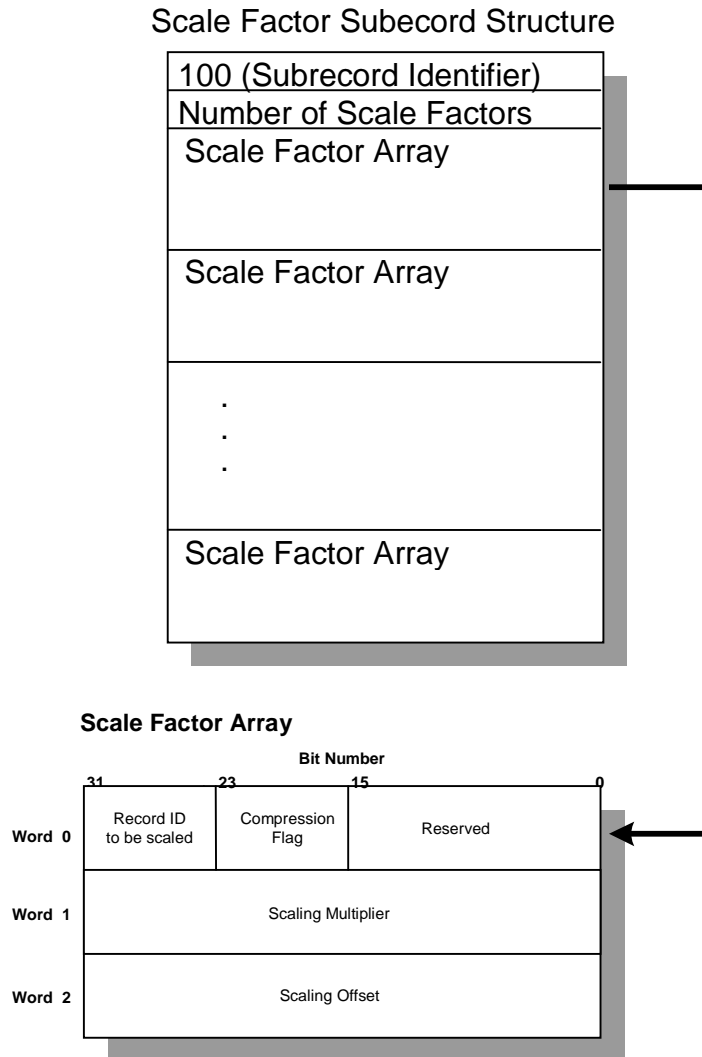 Scale Factor Subecord Structure
100 (Subrecord Identifier)
Number of Scale Factors
Scale Factor Array
Scale Factor Array
.
.
.
Scale Factor Array
Scale Factor Array
Bit Number
31 23 15 0
Word 0
Record ID
to be scaled
Compression
Flag
Reserved
Word 1
Scaling Multiplier
Word 2
Scaling Offset